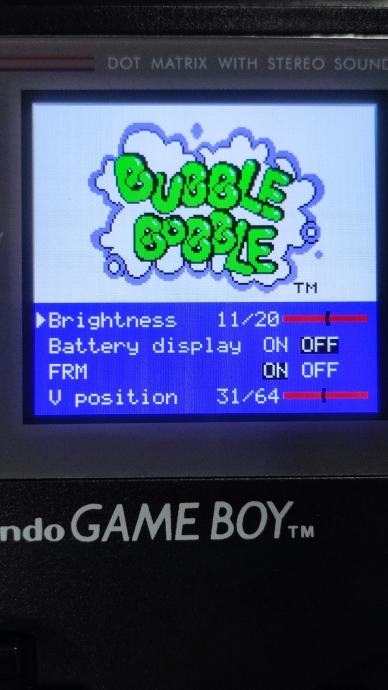 DOT MATRIX WITH STEREO SOUND
BUBBLE
BOBBLE
TM
Brightness 11/20
Battery display ON OFF
FRM ON OFF
V position 31/64
ndo GAME BOY TM